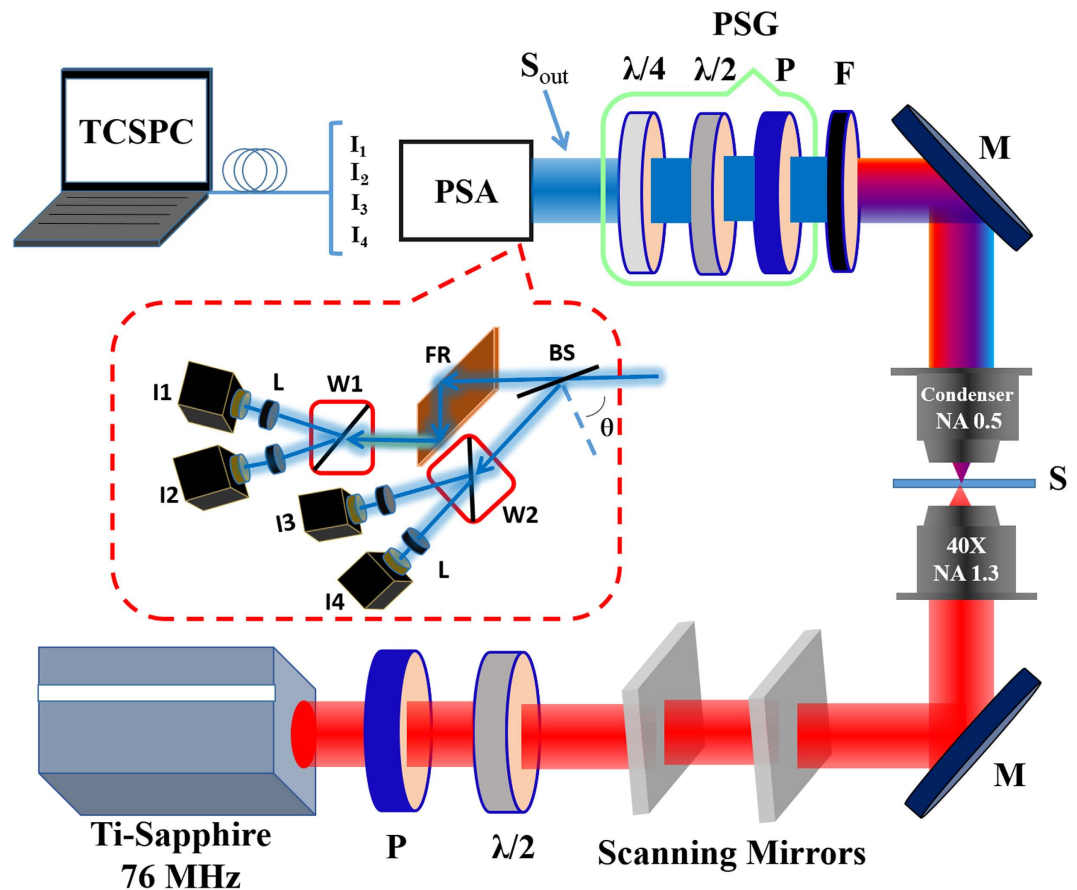 PSG
S_out
λ/4
λ/2
P
F
TCSPC
I₁
I₂
I₃
I₄
PSA
M
FR
BS
I1
L
W1
θ
Condenser
NA 0.5
I2
I3
W2
S
40X
NA 1.3
I4
L
M
Ti-Sapphire
76 MHz
P
λ/2
Scanning Mirrors